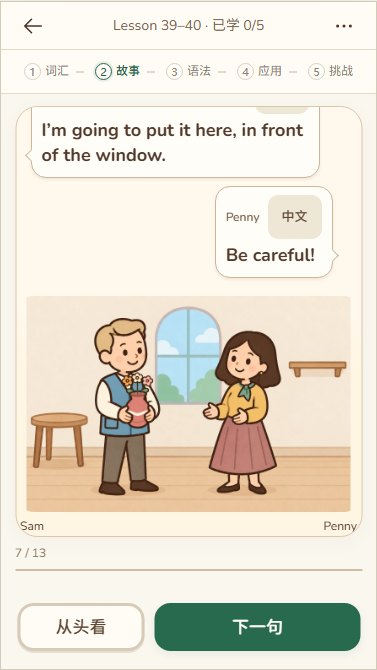 Lesson 39–40 · 已学 0/5
1 词汇 – 2 故事 – 3 语法 – 4 应用 – 5 挑战
I’m going to put it here, in front
of the window.
Penny 中文
Be careful!
Sam Penny
7 / 13
从头看 下一句